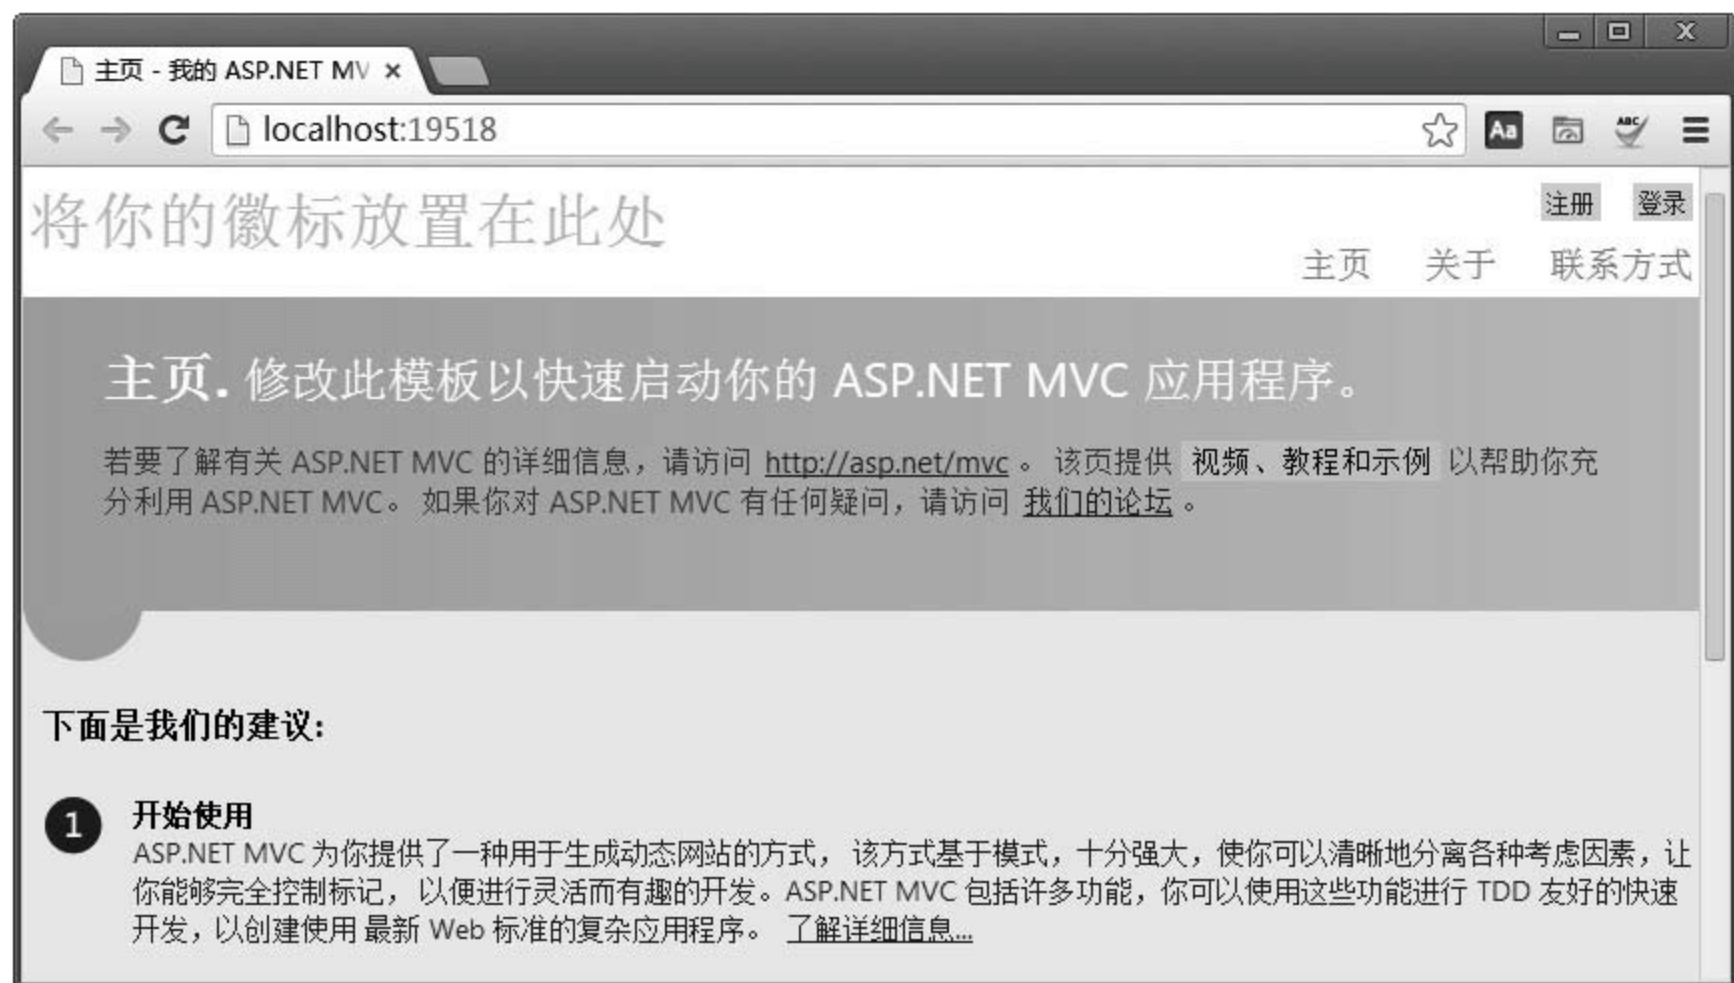 主页 - 我的 ASP.NET MV
localhost:19518
Aa
ABC
将你的徽标放置在此处
注册 登录
主页 关于 联系方式
主页. 修改此模板以快速启动你的 ASP.NET MVC 应用程序。
若要了解有关 ASP.NET MVC 的详细信息，请访问 http://asp.net/mvc 。 该页提供 视频、教程和示例 以帮助你充
分利用 ASP.NET MVC。 如果你对 ASP.NET MVC 有任何疑问，请访问 我们的论坛 。
下面是我们的建议:
1 开始使用
ASP.NET MVC 为你提供了一种用于生成动态网站的方式， 该方式基于模式，十分强大，使你可以清晰地分离各种考虑因素，让
你能够完全控制标记， 以便进行灵活而有趣的开发。ASP.NET MVC 包括许多功能，你可以使用这些功能进行 TDD 友好的快速
开发，以创建使用 最新 Web 标准的复杂应用程序。 了解详细信息...